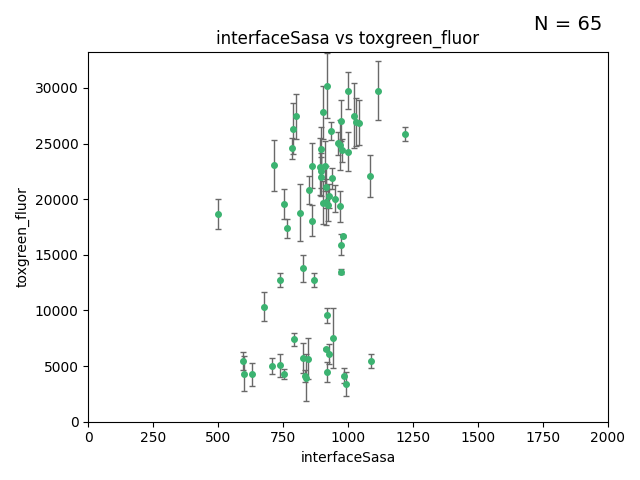 N = 65
interfaceSasa vs toxgreen_fluor
toxgreen_fluor
30000
25000
20000
15000
10000
5000
0
0 250 500 750 1000 1250 1500 1750 2000
interfaceSasa